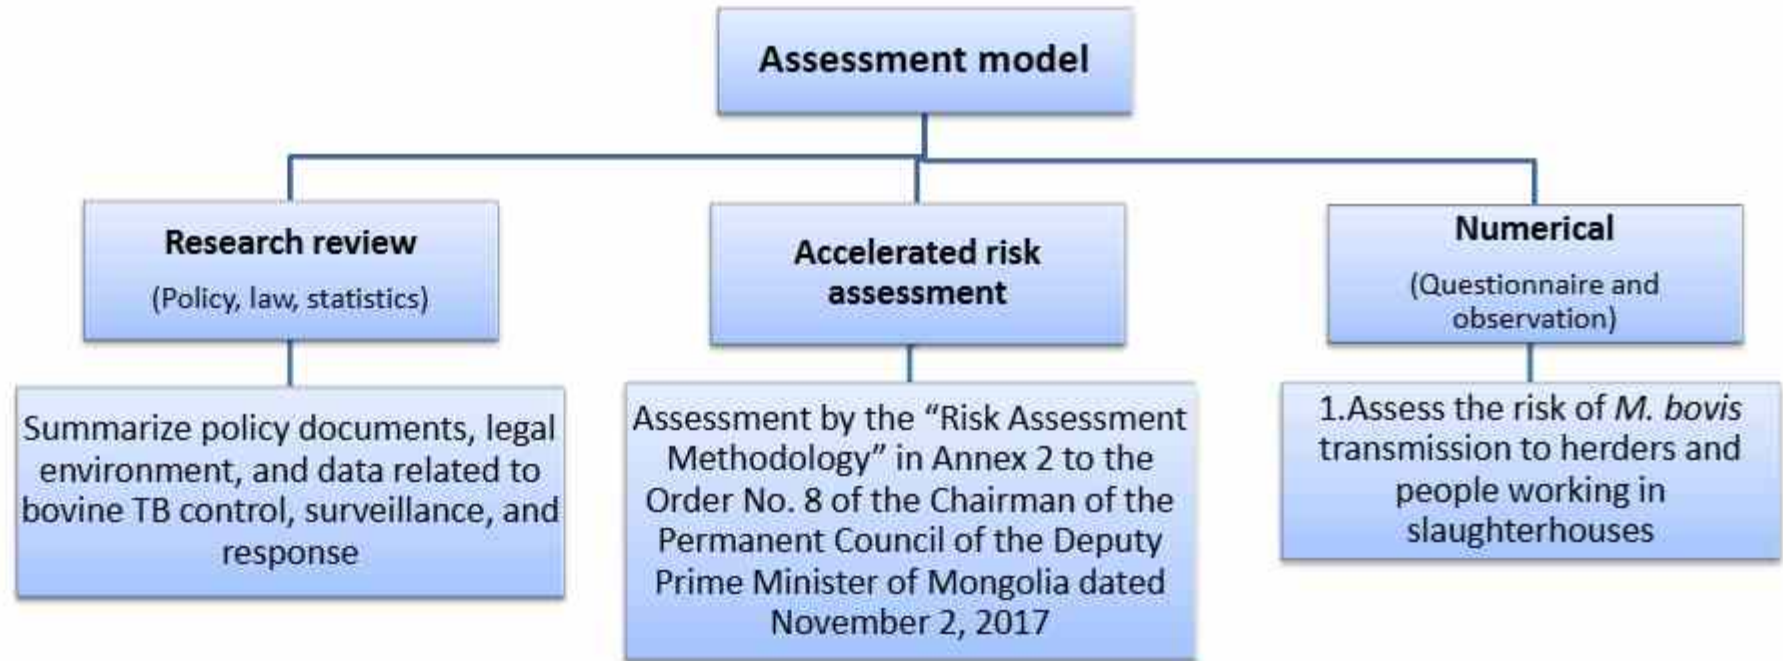 Assessment model
Research review
(Policy, law, statistics)
Accelerated risk
assessment
Numerical
(Questionnaire and
observation)
Summarize policy documents, legal
environment, and data related to
bovine TB control, surveillance, and
response
Assessment by the “Risk Assessment
Methodology” in Annex 2 to the
Order No. 8 of the Chairman of the
Permanent Council of the Deputy
Prime Minister of Mongolia dated
November 2, 2017
1.Assess the risk of M. bovis
transmission to herders and
people working in
slaughterhouses